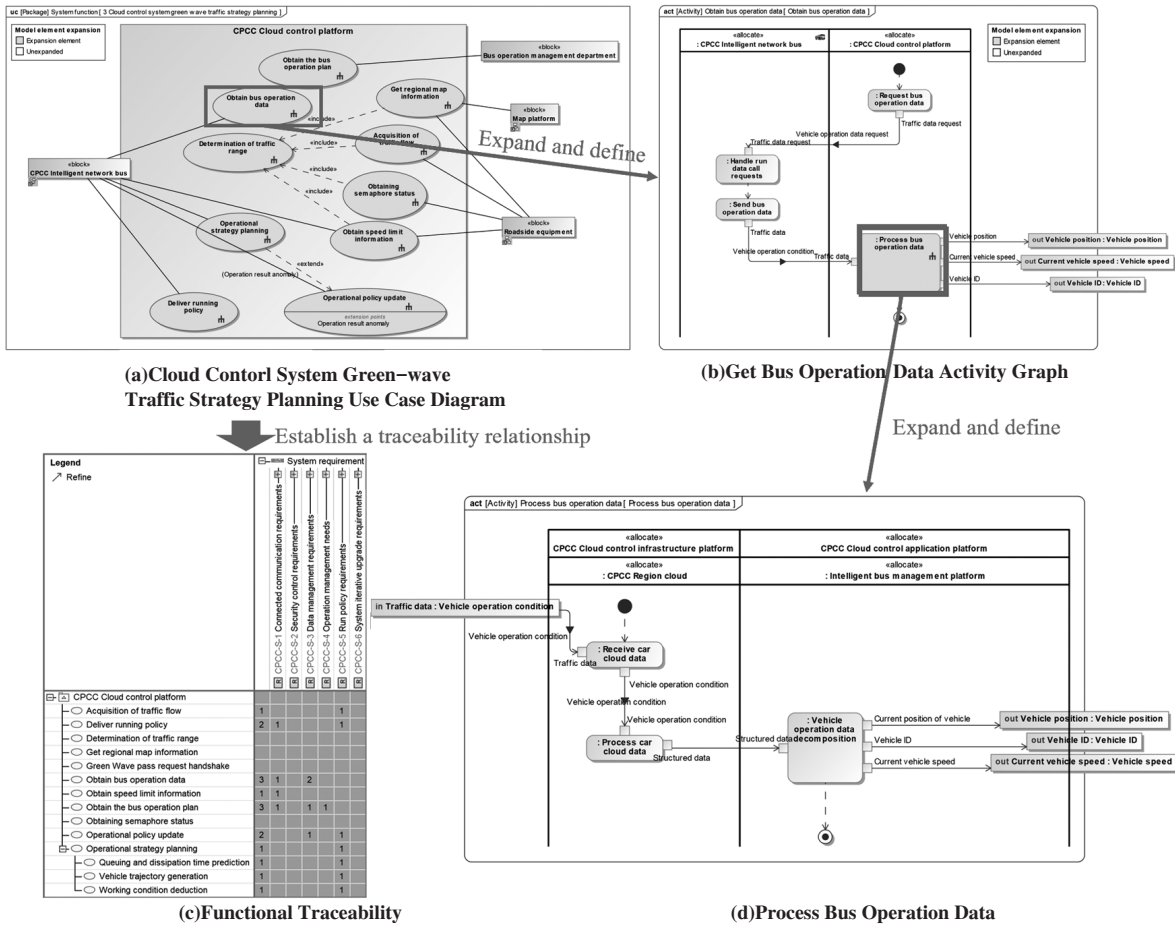 uc [Package] System function [ 3 Cloud control system green wave traffic strategy planning ]
Model element expansion
Expansion element
Unexpanded
CPCC Cloud control platform
Obtain the bus
operation plan
«block»
Bus operation management department
Obtain bus operation
data
Get regional map
information
«include»
«block»
Map platform
Determination of traffic
range
«include»
Acquisition of
«block»
CPCC Intelligent network bus
«include»
Obtaining
semaphore status
«include»
Operational
strategy planning
Obtain speed limit
information
«block»
Roadside equipment
«extend»
(Operation result anomaly)
Deliver running
policy
Operational policy update
extension points
Operation result anomaly
(a)Cloud Contorl System Green−wave
Traffic Strategy Planning Use Case Diagram
Expand and define
act [Activity] Obtain bus operation data [ Obtain bus operation data ]
«allocate»
: CPCC Intelligent network bus
«allocate»
: CPCC Cloud control platform
Model element expansion
Expansion element
Unexpanded
: Request bus
operation data
Traffic data request
Vehicle operation data request
Traffic data request
: Handle run
data call
requests
: Send bus
operation data
Traffic data
Vehicle operation condition
Traffic data
: Process bus
operation data
Vehicle position
out Vehicle position : Vehicle position
Current vehicle speed
out Current vehicle speed : Vehicle speed
Vehicle ID
out Vehicle ID : Vehicle ID
(b)Get Bus Operation Data Activity Graph
Establish a traceability relationship
Expand and define
Legend
Refine
System requirement
CPCC-S-1 Connected communication requirements
CPCC-S-2 Security control requirements
CPCC-S-3 Data management requirements
CPCC-S-4 Operation management needs
CPCC-S-5 Run policy requirements
CPCC-S-6 System iterative upgrade requirements
R R R R R R
CPCC Cloud control platform
Acquisition of traffic flow 1 1
Deliver running policy 2 1 1
Determination of traffic range
Get regional map information
Green Wave pass request handshake
Obtain bus operation data 3 1 2
Obtain speed limit information 1 1
Obtain the bus operation plan 3 1 1 1
Obtaining semaphore status
Operational policy update 2 1 1
Operational strategy planning 1 1
Queuing and dissipation time prediction 1 1
Vehicle trajectory generation 1 1
Working condition deduction 1 1
(c)Functional Traceability
act [Activity] Process bus operation data [ Process bus operation data ]
«allocate»
CPCC Cloud control infrastructure platform
«allocate»
CPCC Cloud control application platform
«allocate»
: CPCC Region cloud
«allocate»
: Intelligent bus management platform
in Traffic data : Vehicle operation condition
Vehicle operation condition
Traffic data
: Receive car
cloud data
Vehicle operation condition
Vehicle operation condition
Vehicle operation condition
: Process car
cloud data
Structured data
Structured data
: Vehicle
operation data
decomposition
Current position of vehicle
out Vehicle position : Vehicle position
Vehicle ID
out Vehicle ID : Vehicle ID
Current vehicle speed
out Current vehicle speed : Vehicle speed
(d)Process Bus Operation Data